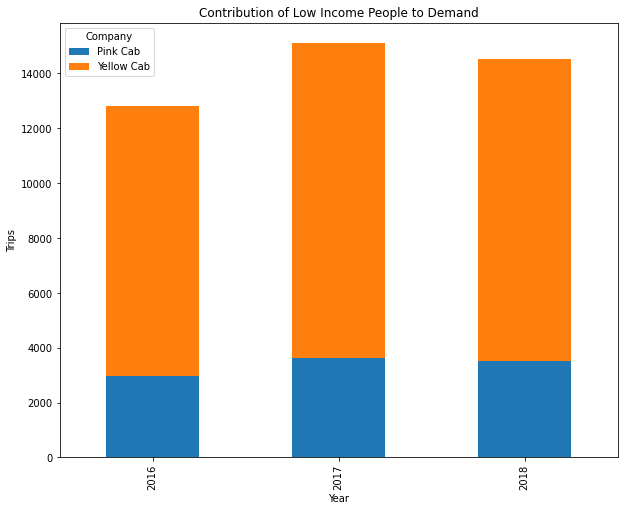 Contribution of Low Income People to Demand
Company
Pink Cab
Yellow Cab
14000
12000
10000
8000
6000
4000
2000
0
Trips
2016
2017
2018
Year